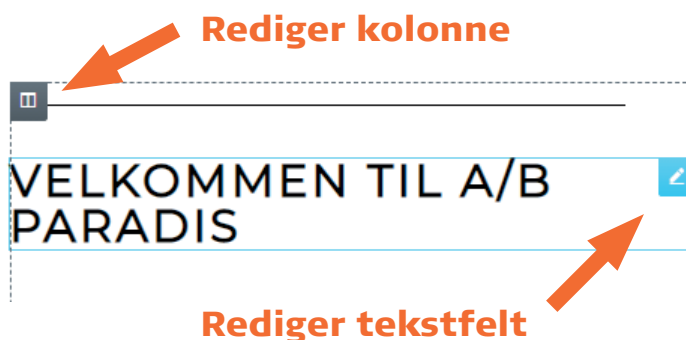 Rediger kolonne
VELKOMMEN TIL A/B
PARADIS
Rediger tekstfelt